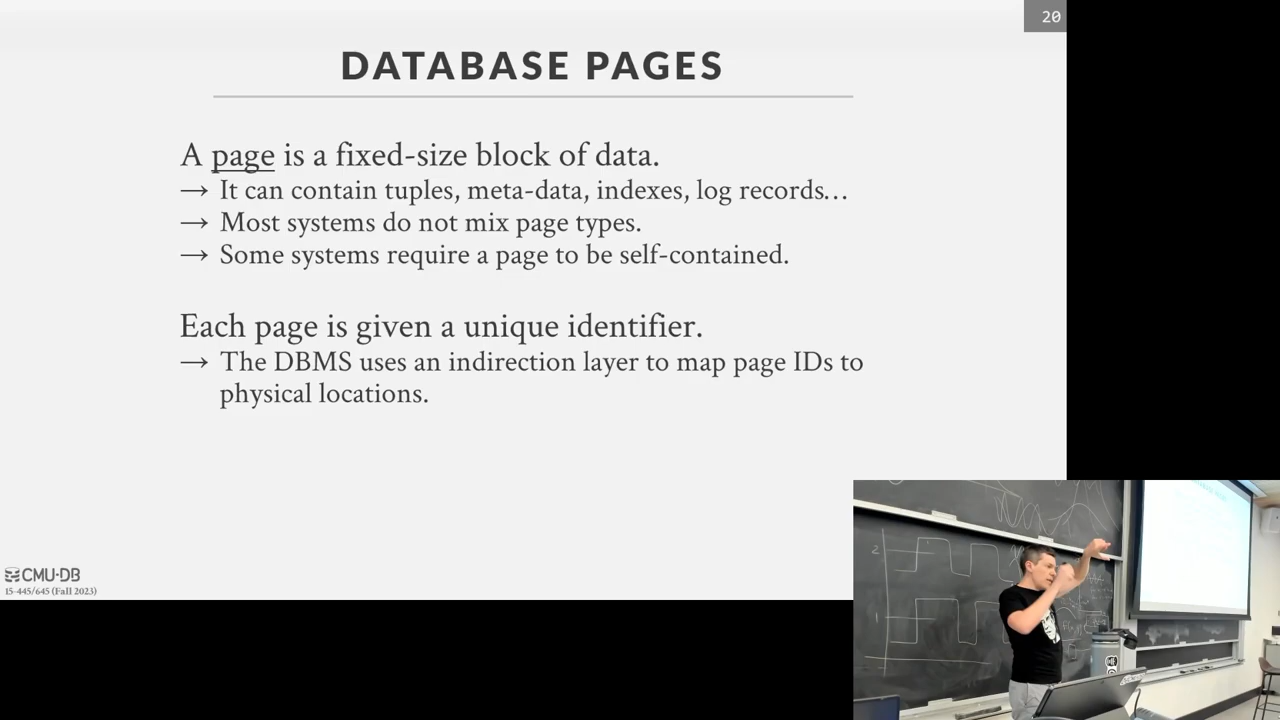 20
DATABASE PAGES
A page is a fixed-size block of data.
→ It can contain tuples, meta-data, indexes, log records…
→ Most systems do not mix page types.
→ Some systems require a page to be self-contained.
Each page is given a unique identifier.
→ The DBMS uses an indirection layer to map page IDs to
physical locations.
CMU·DB
15-445/645 (Fall 2023)
2
1